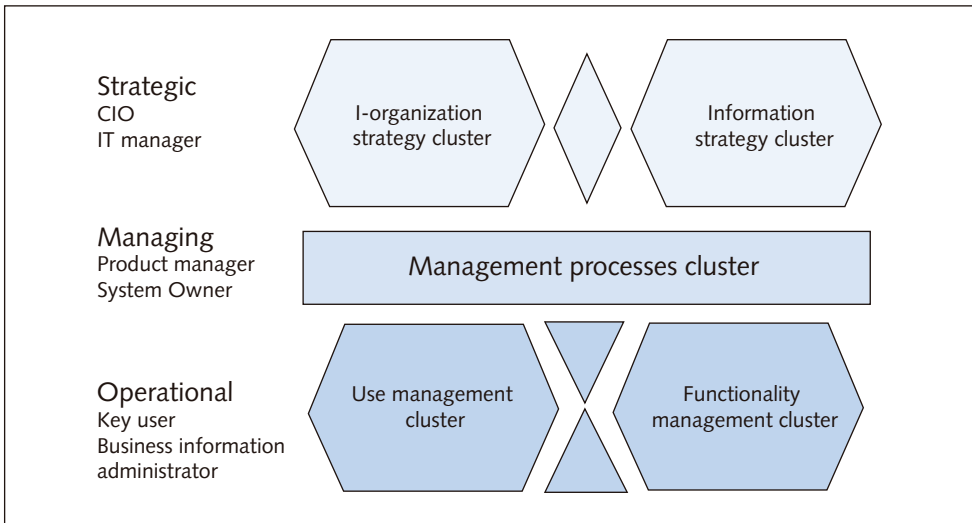 Strategic
CIO
IT manager
I-organization
strategy cluster
Information
strategy cluster
Managing
Product manager
System Owner
Management processes cluster
Operational
Key user
Business information
administrator
Use management
cluster
Functionality
management cluster